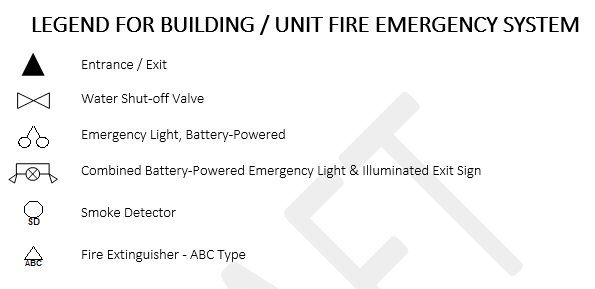 LEGEND FOR BUILDING / UNIT FIRE EMERGENCY SYSTEM
Entrance / Exit
Water Shut-off Valve
Emergency Light, Battery-Powered
Combined Battery-Powered Emergency Light & Illuminated Exit Sign
SD Smoke Detector
ABC Fire Extinguisher - ABC Type